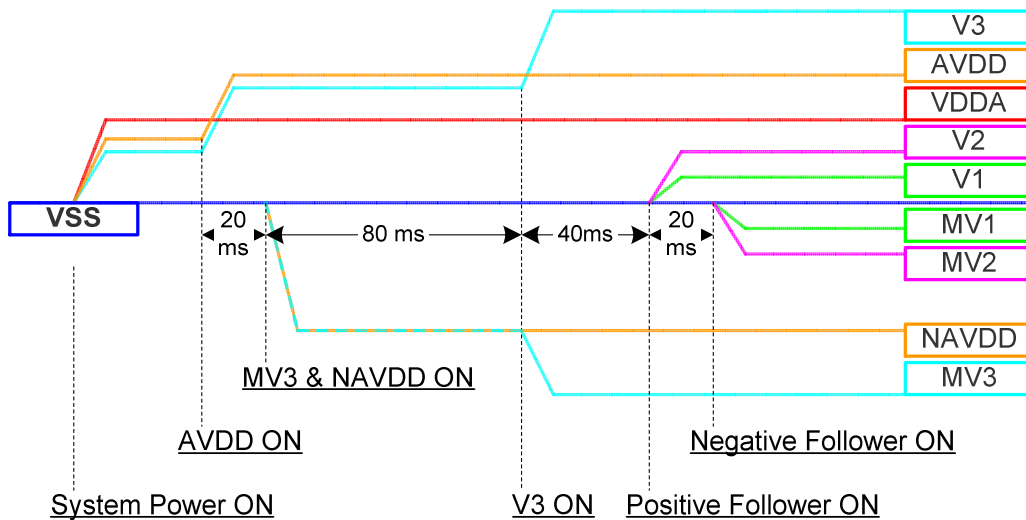 V3
AVDD
VDDA
V2
V1
VSS
20
ms
80 ms
40ms
20
ms
MV1
MV2
NAVDD
MV3
MV3 & NAVDD ON
AVDD ON
Negative Follower ON
System Power ON
V3 ON
Positive Follower ON